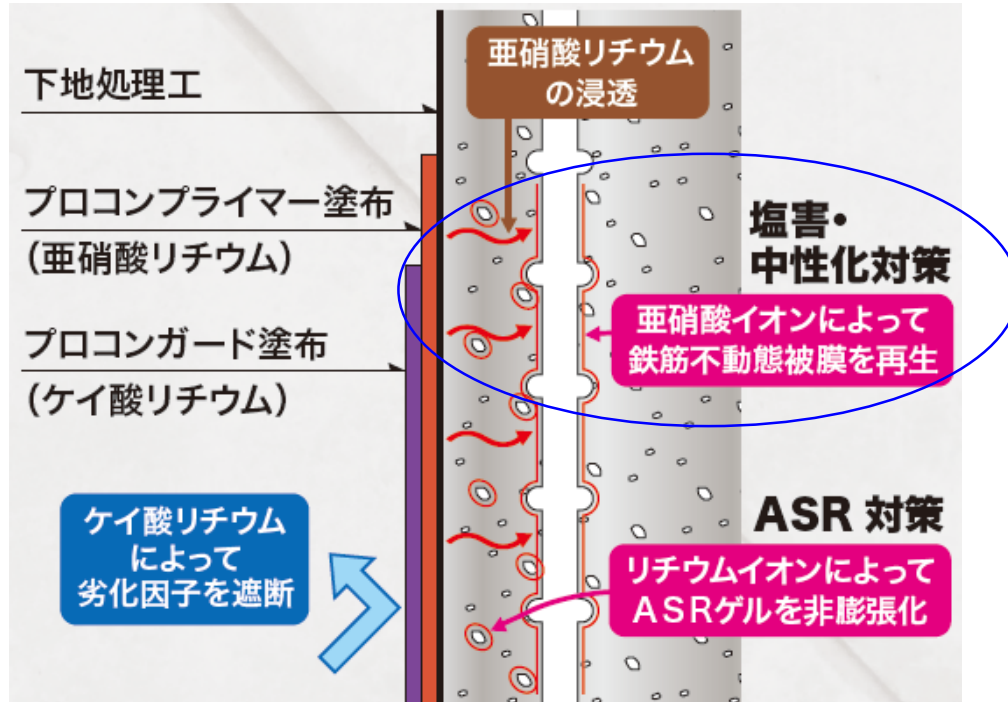 下地処理工
プロコンプライマー塗布
（亜硝酸リチウム）
プロコンガード塗布
（ケイ酸リチウム）
ケイ酸リチウム
によって
劣化因子を遮断
亜硝酸リチウム
の浸透
塩害・
中性化対策
亜硝酸イオンによって
鉄筋不動態被膜を再生
ASR 対策
リチウムイオンによって
ASRゲルを非膨張化